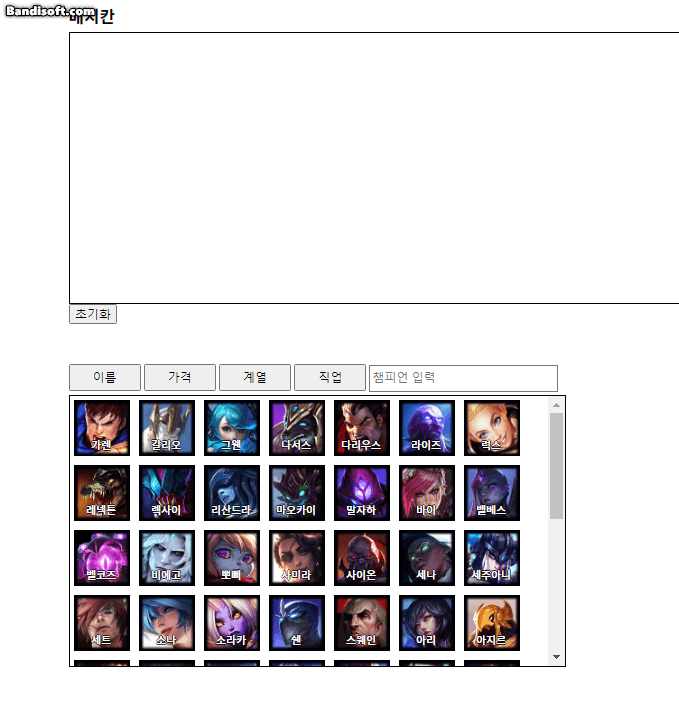 Bandisoft.com
배치칸
초기화
이름 가격 계열 직업 챔피언 입력
가렌 갈리오 그웬 나서스 다리우스 라이즈 럭스
레넥톤 렉사이 리산드라 마오카이 말자하 바이 벨베스
벨코즈 비에고 뽀삐 사미라 사이온 세나 세주아니
세트 소나 소라카 쉔 스웨인 아리 아지르